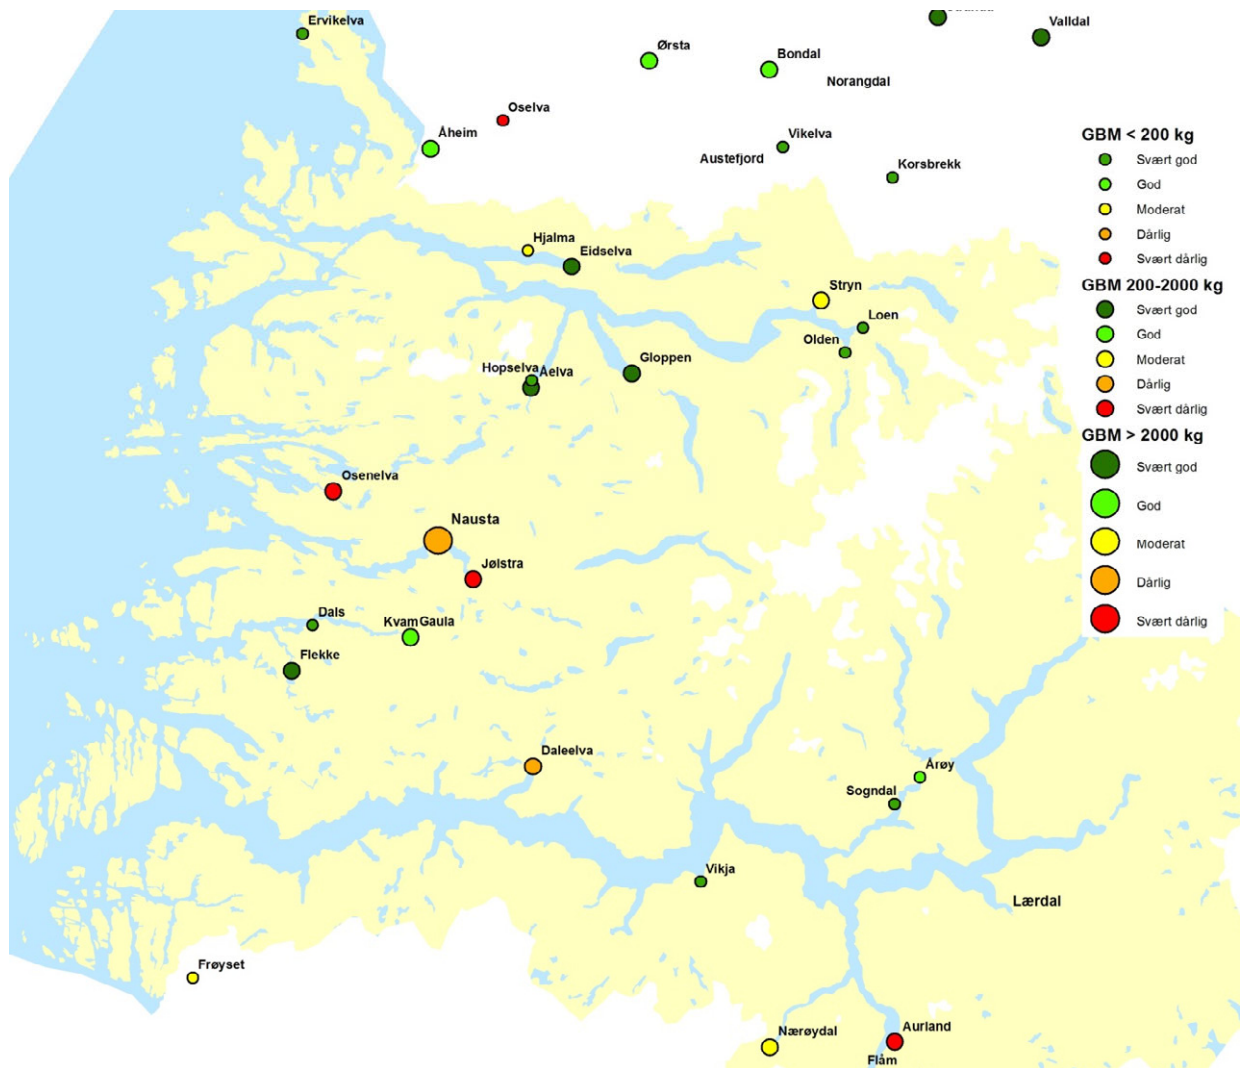 Ervikelva
Valldal
Ørsta
Bondal
Norangdal
Oselva
Åheim
Vikelva
Austefjord
Korsbrekk
GBM < 200 kg
Svært god
God
Moderat
Dårlig
Svært dårlig
Hjalma
Eidselva
Stryn
Loen
Olden
GBM 200-2000 kg
Svært god
God
Moderat
Dårlig
Svært dårlig
Hopselva
Åelva
Gloppen
GBM > 2000 kg
Svært god
God
Moderat
Dårlig
Svært dårlig
Osenelva
Nausta
Jølstra
Dals
Kvam
Gaula
Flekke
Daleelva
Årøy
Sogndal
Vikja
Lærdal
Frøyset
Nærøydal
Aurland
Flåm